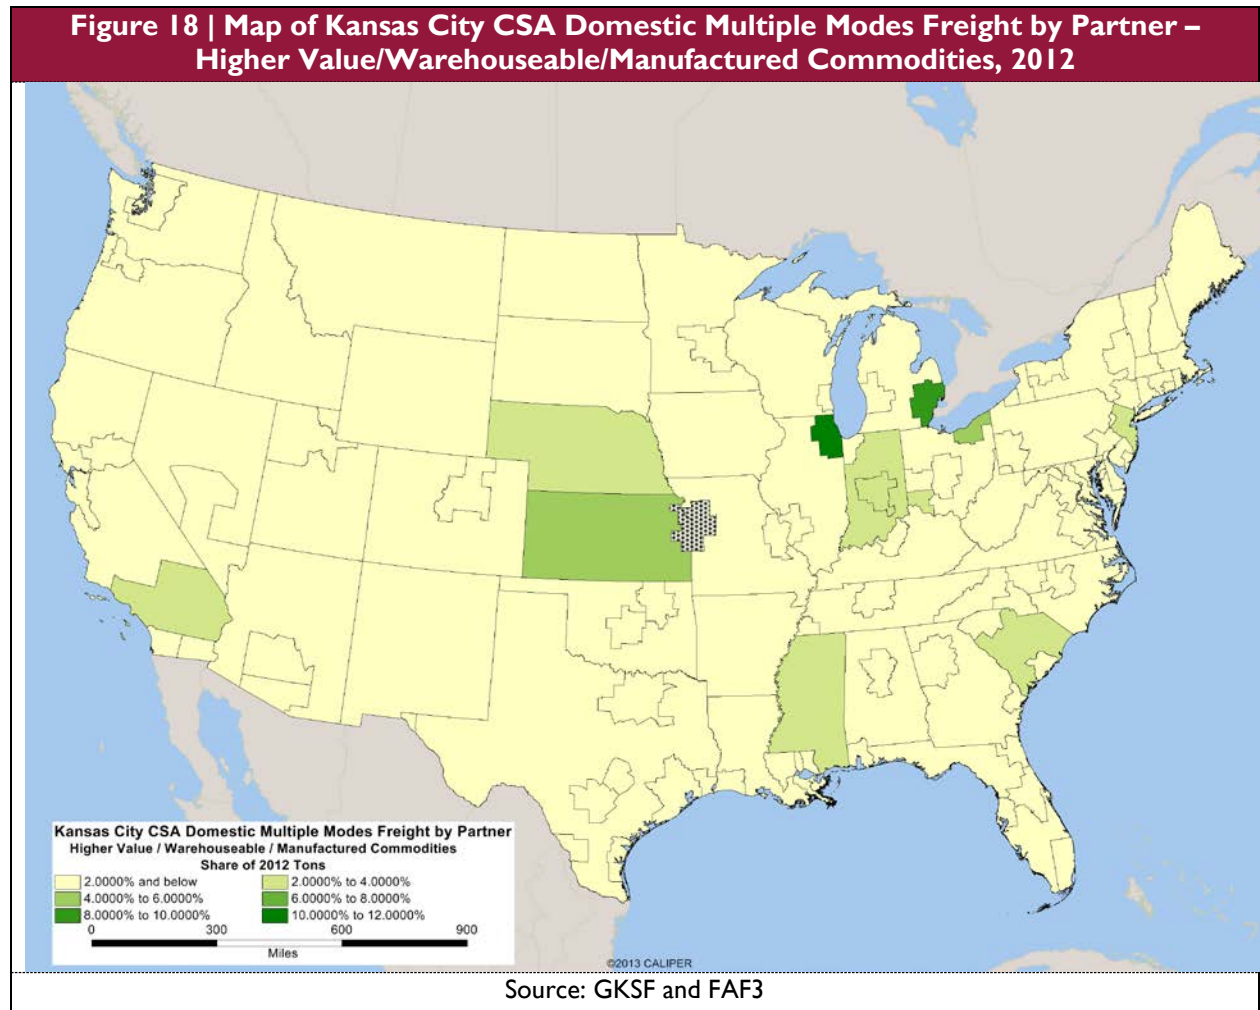 Figure 18 | Map of Kansas City CSA Domestic Multiple Modes Freight by Partner –
Higher Value/Warehouseable/Manufactured Commodities, 2012
Kansas City CSA Domestic Multiple Modes Freight by Partner
Higher Value / Warehouseable / Manufactured Commodities
Share of 2012 Tons
2.0000% and below 2.0000% to 4.0000%
4.0000% to 6.0000% 6.0000% to 8.0000%
8.0000% to 10.0000% 10.0000% to 12.0000%
0 300 600 900
Miles
©2013 CALIPER
Source: GKSF and FAF3